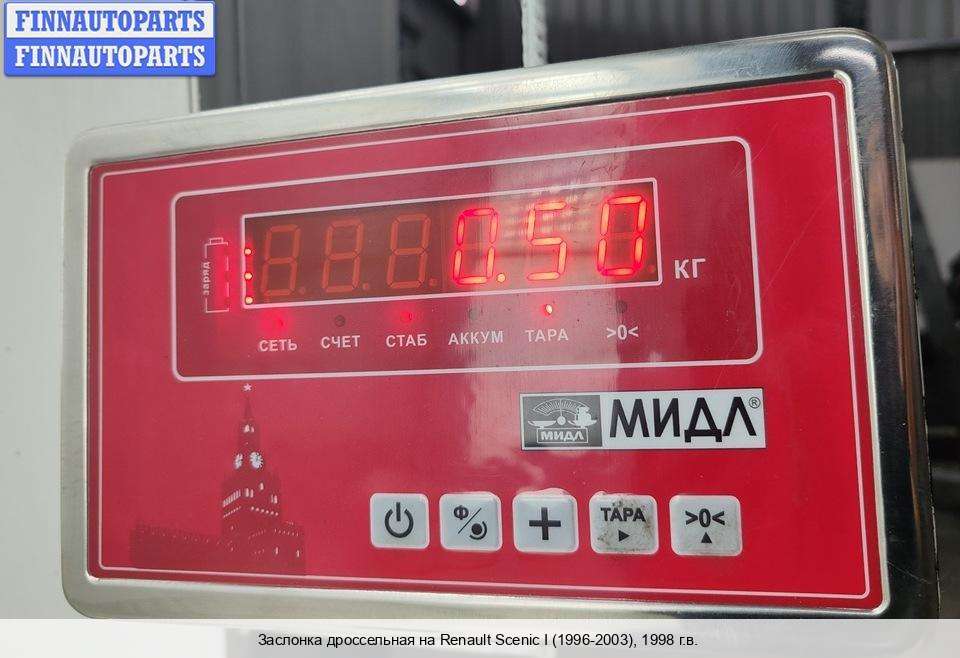 FINNAUTOPARTS
FINNAUTOPARTS
0.50
КГ
заряд
СЕТЬ СЧЕТ СТАБ АККУМ ТАРА >0<
МИДЛ
МИДЛ®
Ф/
ТАРА
>0<
Заслонка дроссельная на Renault Scenic I (1996-2003), 1998 г.в.